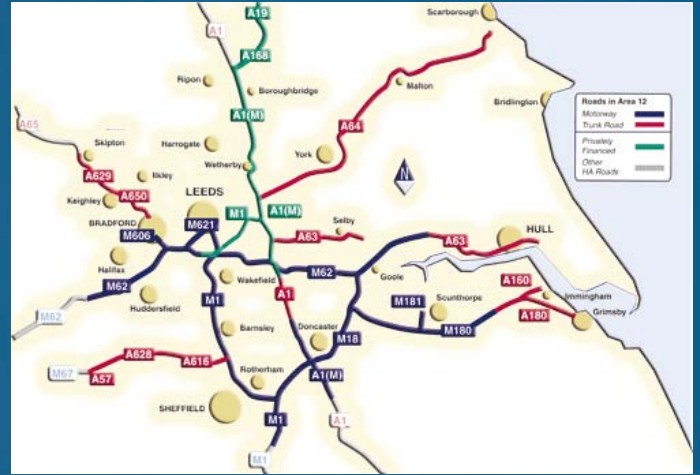 A19
Scarborough
A1
A168
Ripon
Boroughbridge
Malton
Bridlington
Roads in Area 12
Motorway
Trunk Road
Privately
Financed
Other
HA Roads
A1(M)
A65
A64
Skipton
Harrogate
York
Wetherby
A629
Ilkley
N
Keighley
A650
LEEDS
M1
A1(M)
Selby
BRADFORD
M621
M606
A63
A63
HULL
Halifax
M62
Goole
Wakefield
A160
M62
Huddersfield
M1
A1
M181
Scunthorpe
Immingham
Grimsby
M62
A180
Barnsley
Doncaster
M180
M18
A628
A616
M67
A57
Rotherham
A1(M)
SHEFFIELD
M1
A1
M1